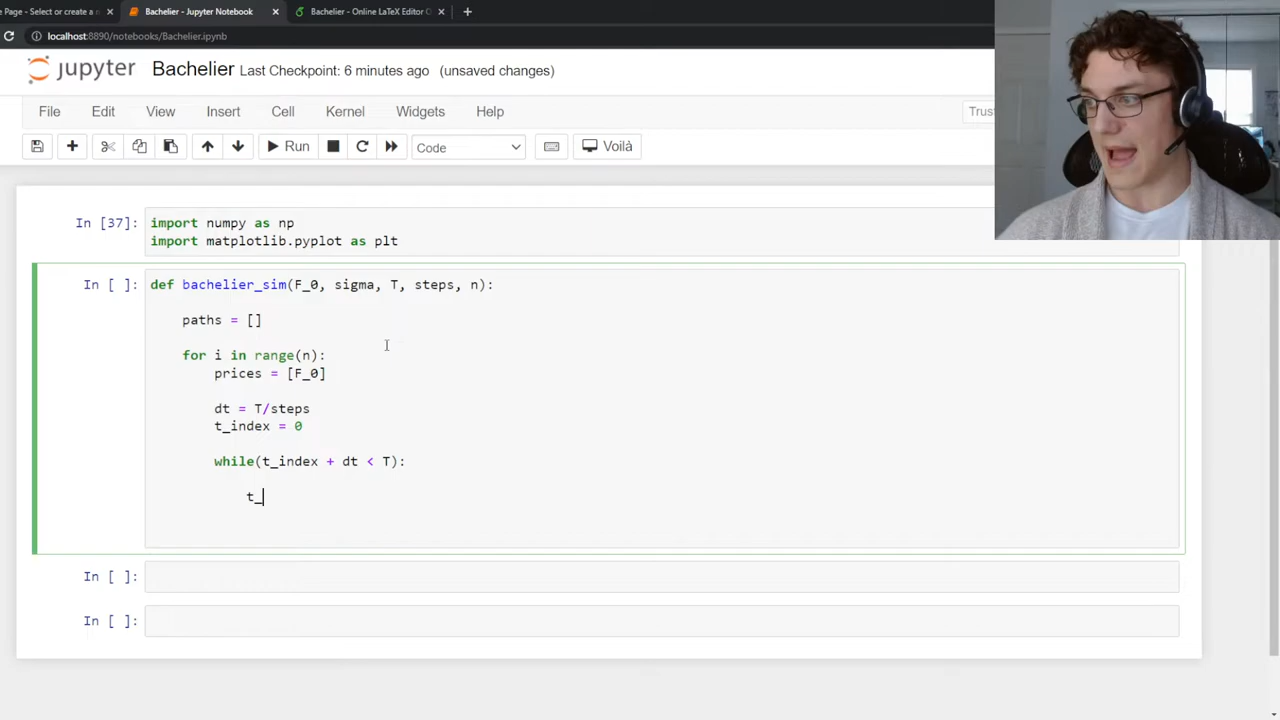 e Page - Select or create a n
Bachelier - Jupyter Notebook
Bachelier - Online LaTeX Editor O
localhost:8890/notebooks/Bachelier.ipynb
jupyter Bachelier Last Checkpoint: 6 minutes ago (unsaved changes)
File Edit View Insert Cell Kernel Widgets Help Trust
Run Code Voilà
In [37]: import numpy as np
import matplotlib.pyplot as plt
In [ ]: def bachelier_sim(F_0, sigma, T, steps, n):
paths = []
for i in range(n):
prices = [F_0]
dt = T/steps
t_index = 0
while(t_index + dt < T):
t_
In [ ]:
In [ ]: